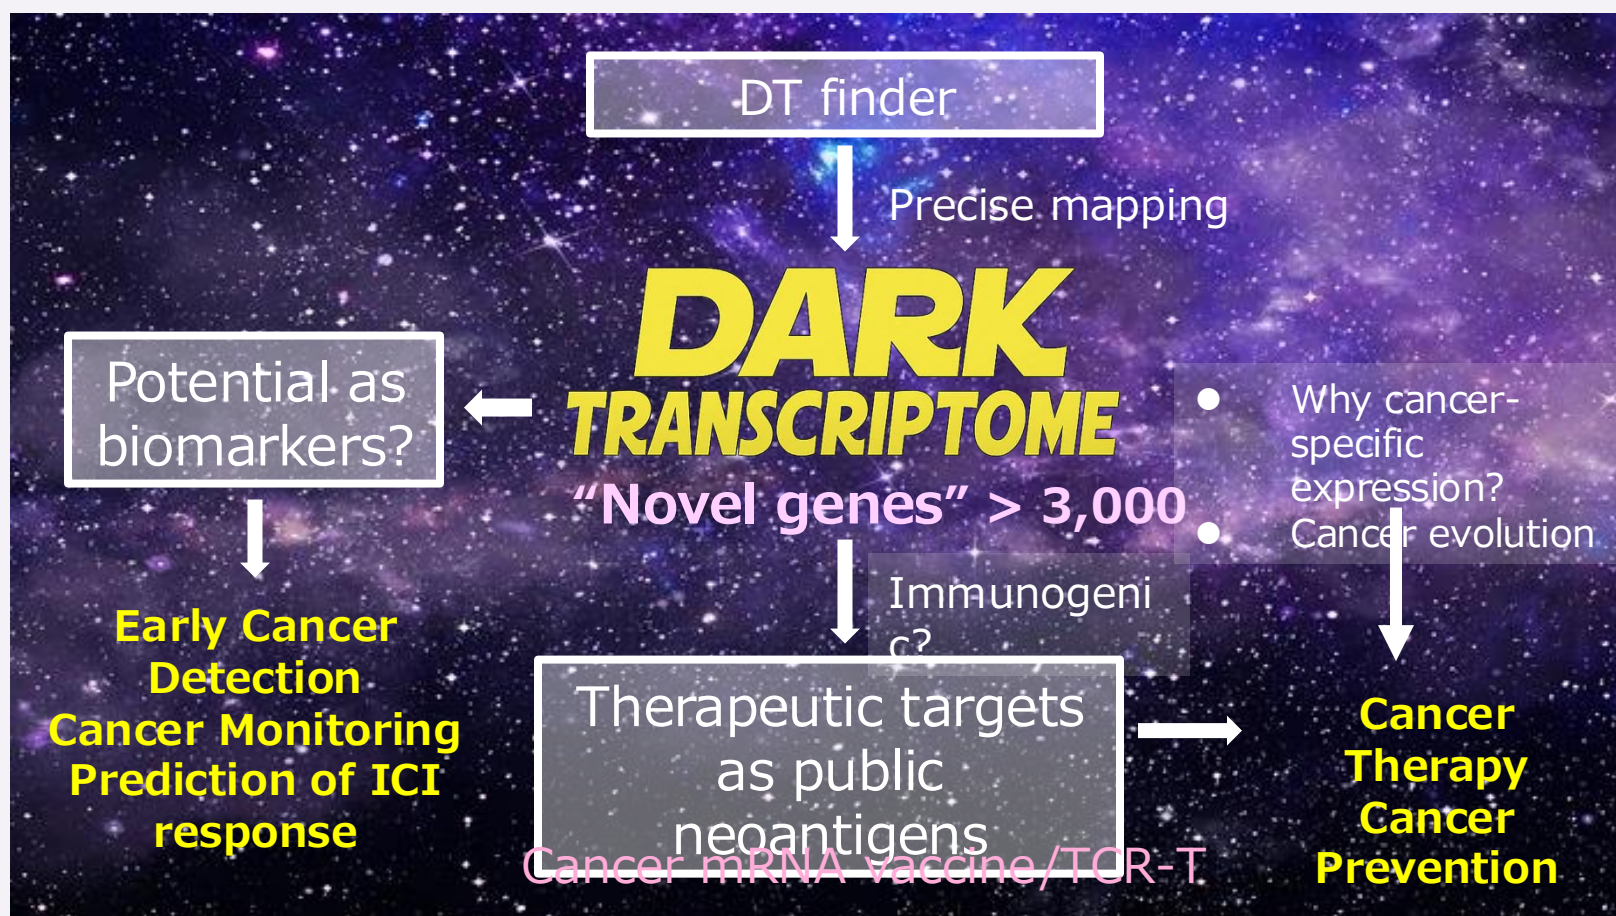 DT finder
Precise mapping
DARK
TRANSCRIPTOME
“Novel genes” > 3,000
Potential as
biomarkers?
Early Cancer
Detection
Cancer Monitoring
Prediction of ICI
response
Immunogeni
c?
Therapeutic targets
as public
neoantigens
Cancer mRNA vaccine/TCR-T
● Why cancer-
specific
expression?
● Cancer evolution
Cancer
Therapy
Cancer
Prevention